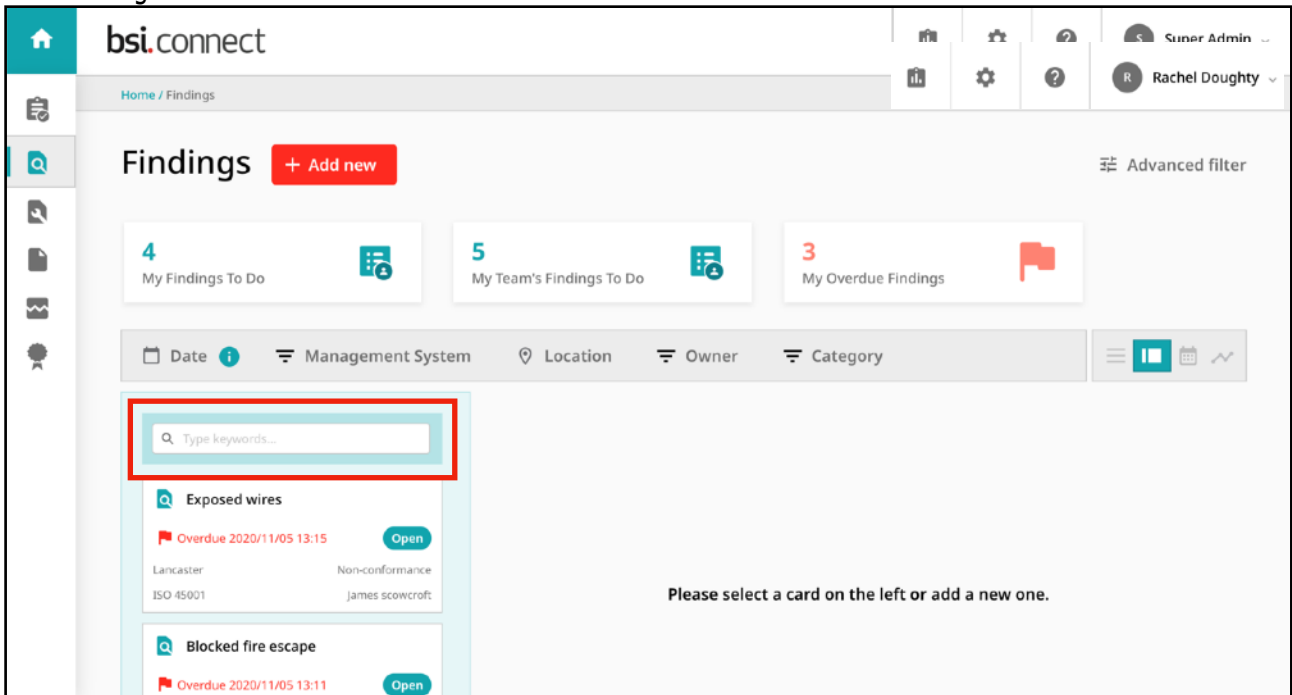 bsi.connect
S Super Admin
R Rachel Doughty
Home / Findings
Findings
+ Add new
Advanced filter
4
My Findings To Do
5
My Team's Findings To Do
3
My Overdue Findings
Date i
Management System
Location
Owner
Category
Type keywords...
Exposed wires
Overdue 2020/11/05 13:15 Open
Lancaster Non-conformance
ISO 45001 James scowcroft
Please select a card on the left or add a new one.
Blocked fire escape
Overdue 2020/11/05 13:11 Open